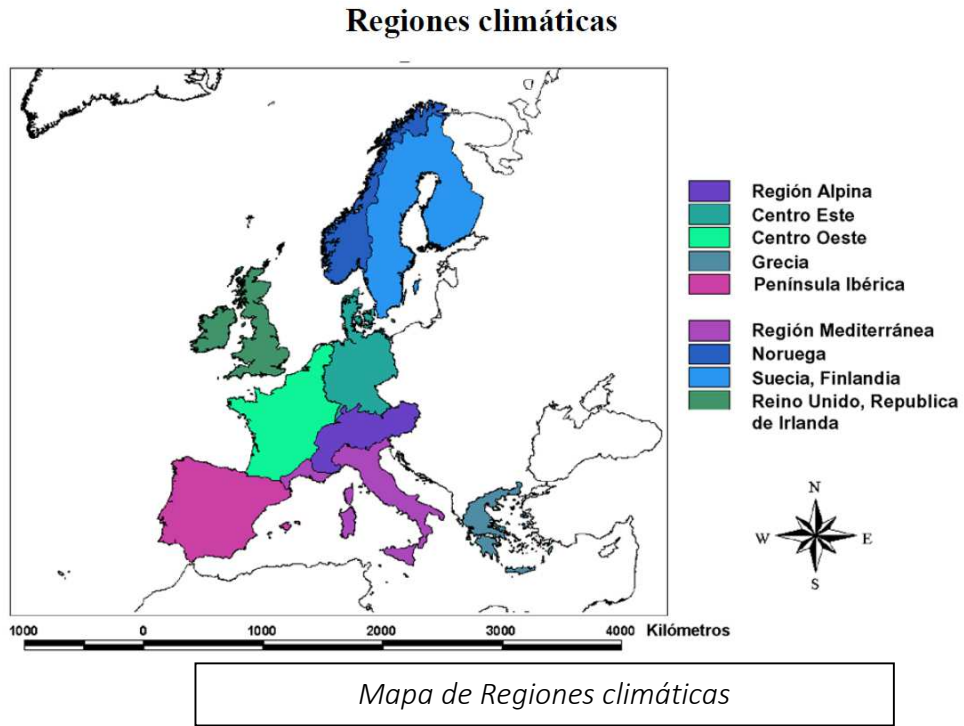 Regiones climáticas
Región Alpina
Centro Este
Centro Oeste
Grecia
Península Ibérica
Región Mediterránea
Noruega
Suecia, Finlandia
Reino Unido, Republica
de Irlanda
N
W E
S
1000 0 1000 2000 3000 4000 Kilómetros
Mapa de Regiones climáticas